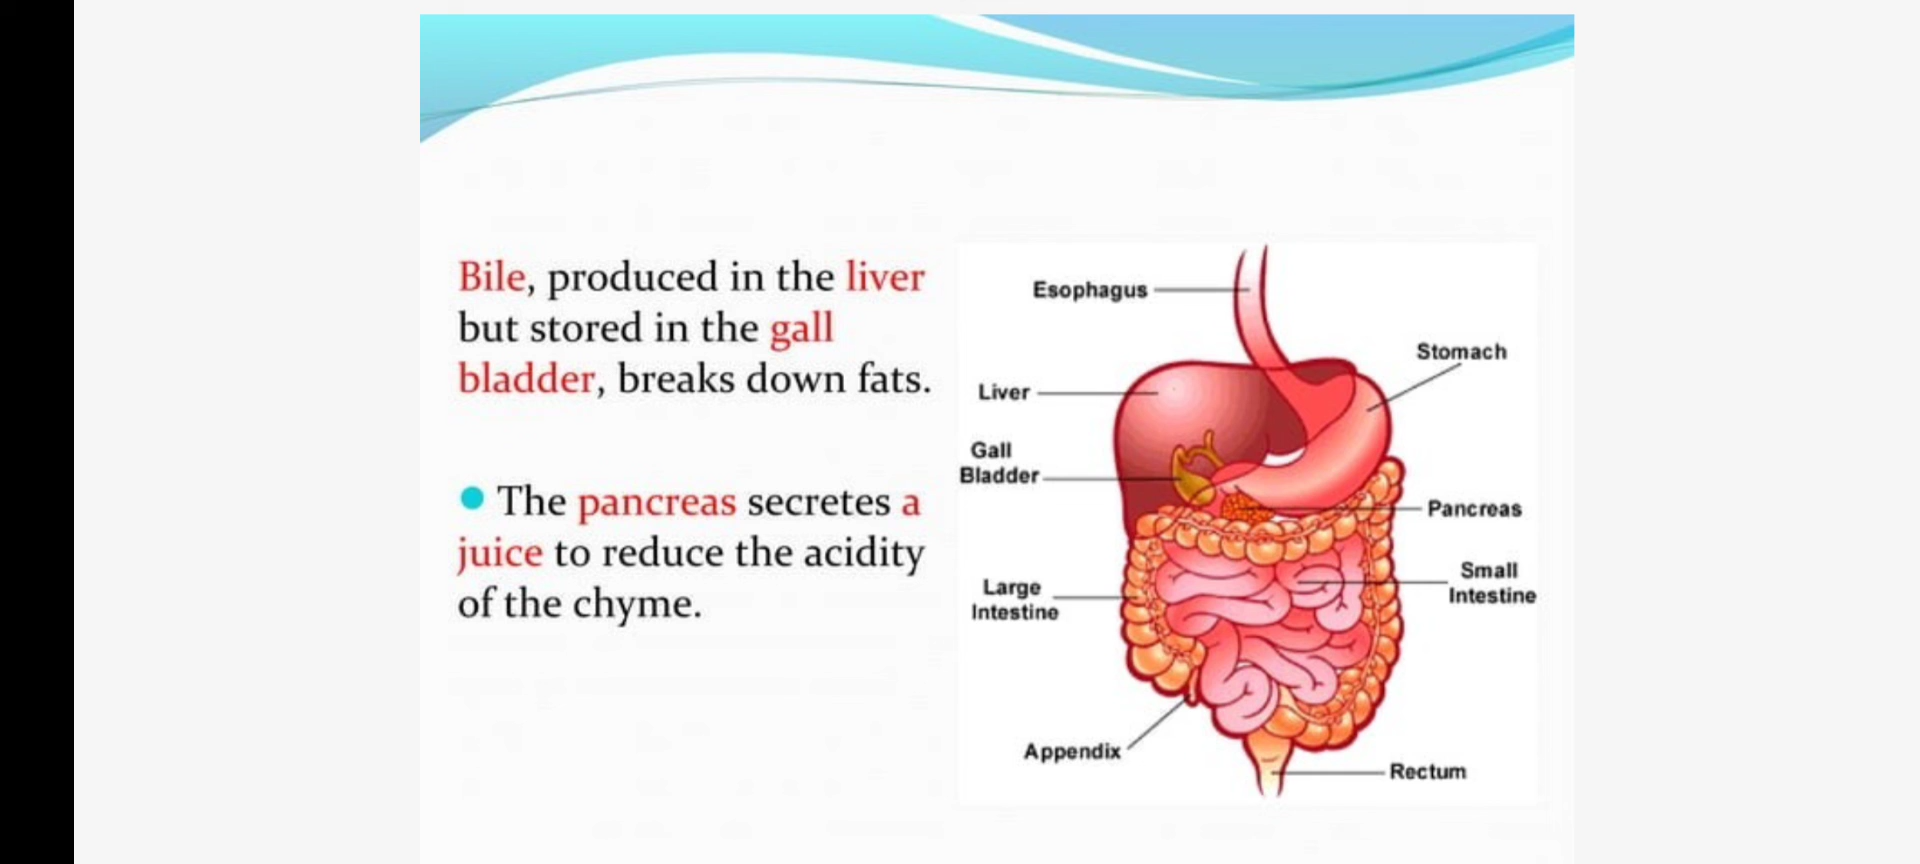 Bile, produced in the liver
but stored in the gall
bladder, breaks down fats.
● The pancreas secretes a
juice to reduce the acidity
of the chyme.
Esophagus
Stomach
Liver
Gall
Bladder
Pancreas
Large
Intestine
Small
Intestine
Appendix
Rectum